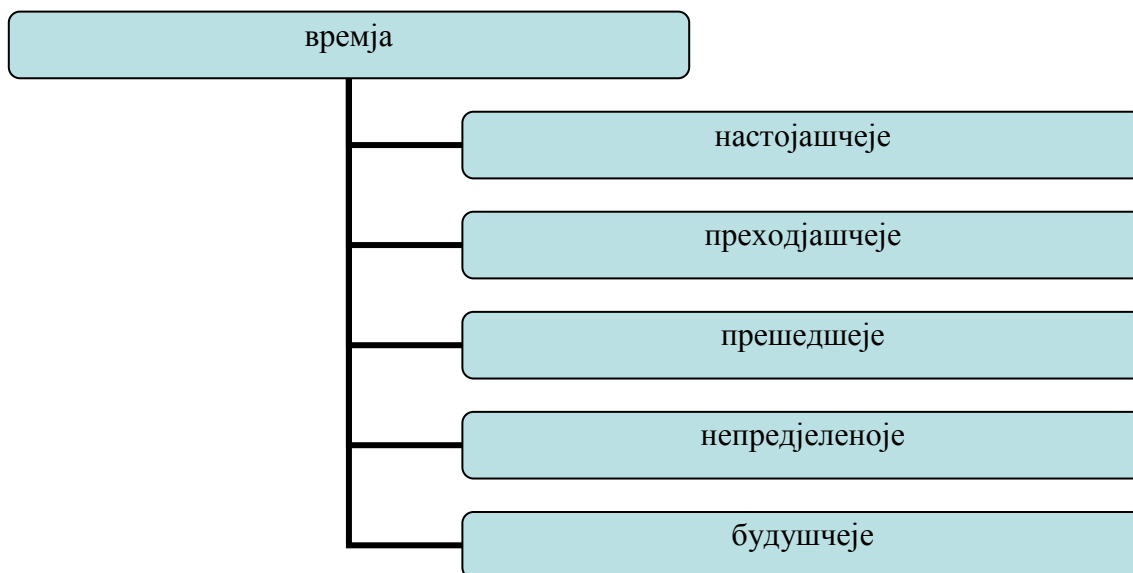 времја
настојашчеје
преходјашчеје
прешедшеје
непредјеленоје
будушчеје